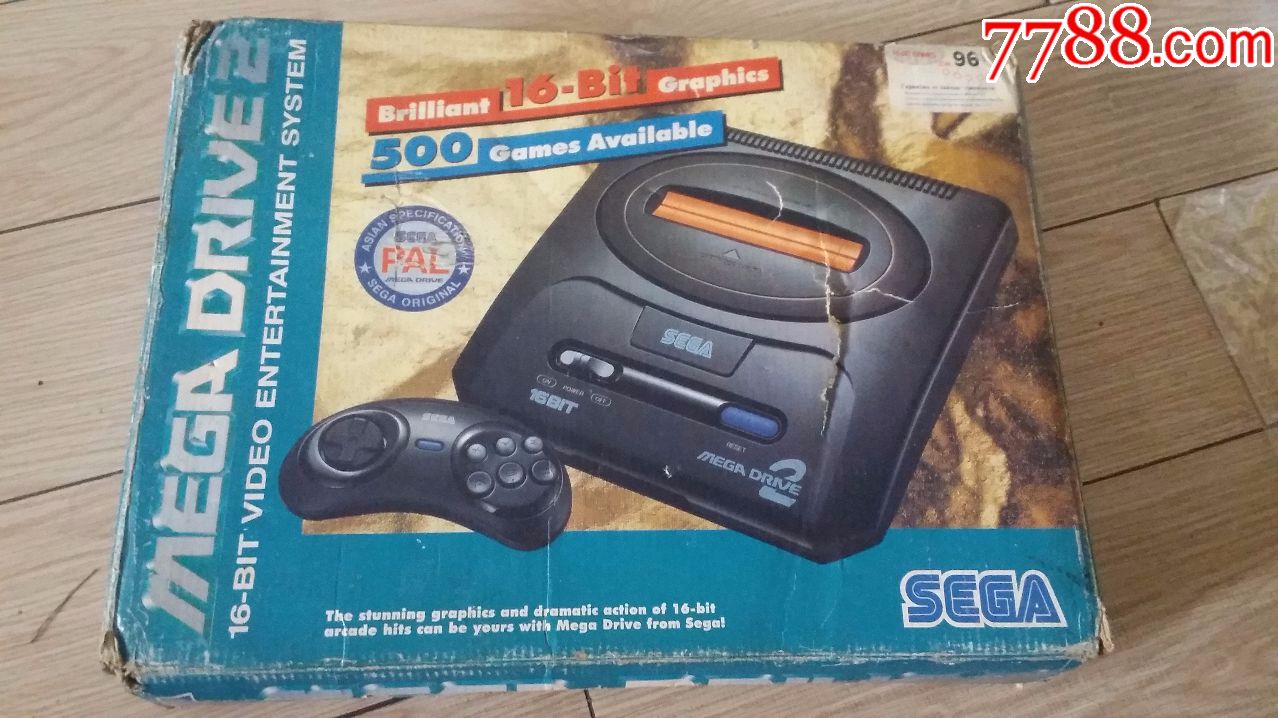 7788.com
96
MEGA DRIVE 2
16-BIT VIDEO ENTERTAINMENT SYSTEM
Brilliant 16-Bit Graphics
500 Games Available
ASIAN SPECIFICATION
SEGA
PAL
MEGA DRIVE
SEGA ORIGINAL
SEGA
ON POWER OFF
16BIT
RESET
MEGA DRIVE 2
SEGA
SEGA
The stunning graphics and dramatic action of 16-bit
arcade hits can be yours with Mega Drive from Sega!